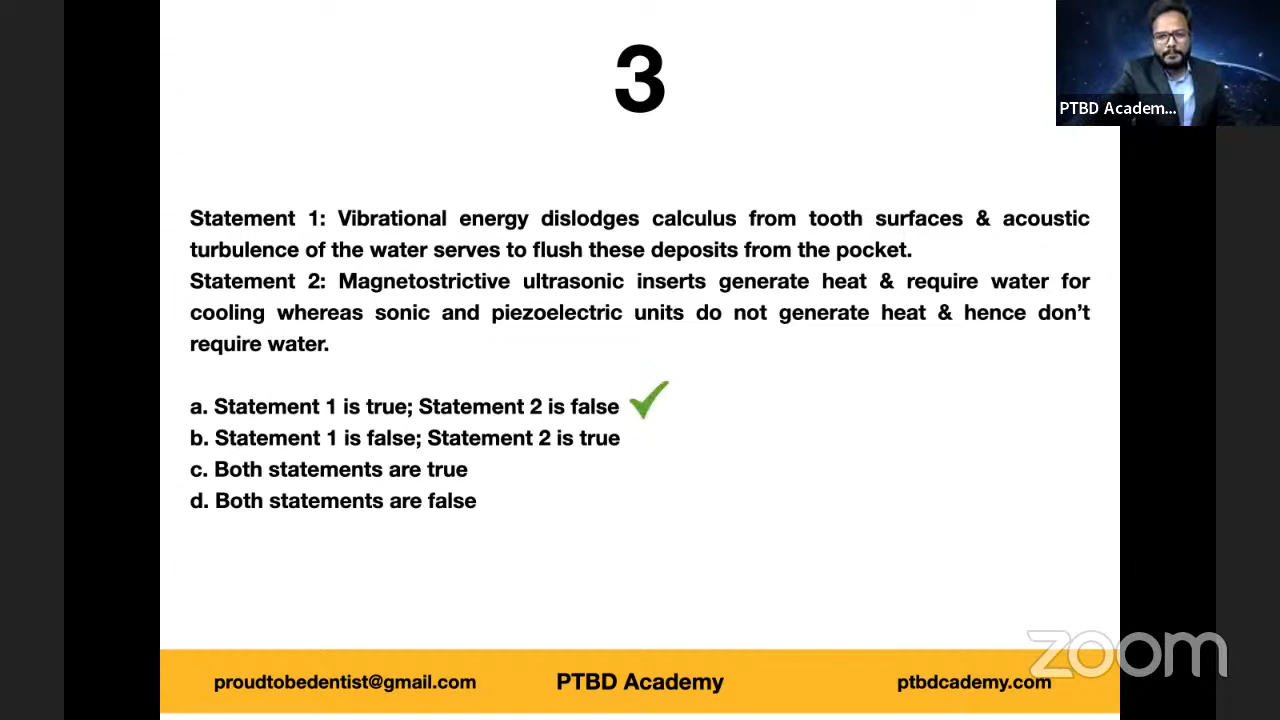 3
PTBD Academ...
Statement 1: Vibrational energy dislodges calculus from tooth surfaces & acoustic
turbulence of the water serves to flush these deposits from the pocket.
Statement 2: Magnetostrictive ultrasonic inserts generate heat & require water for
cooling whereas sonic and piezoelectric units do not generate heat & hence don't
require water.
a. Statement 1 is true; Statement 2 is false
b. Statement 1 is false; Statement 2 is true
c. Both statements are true
d. Both statements are false
zoom
proudtobedentist@gmail.com PTBD Academy ptbdcademy.com